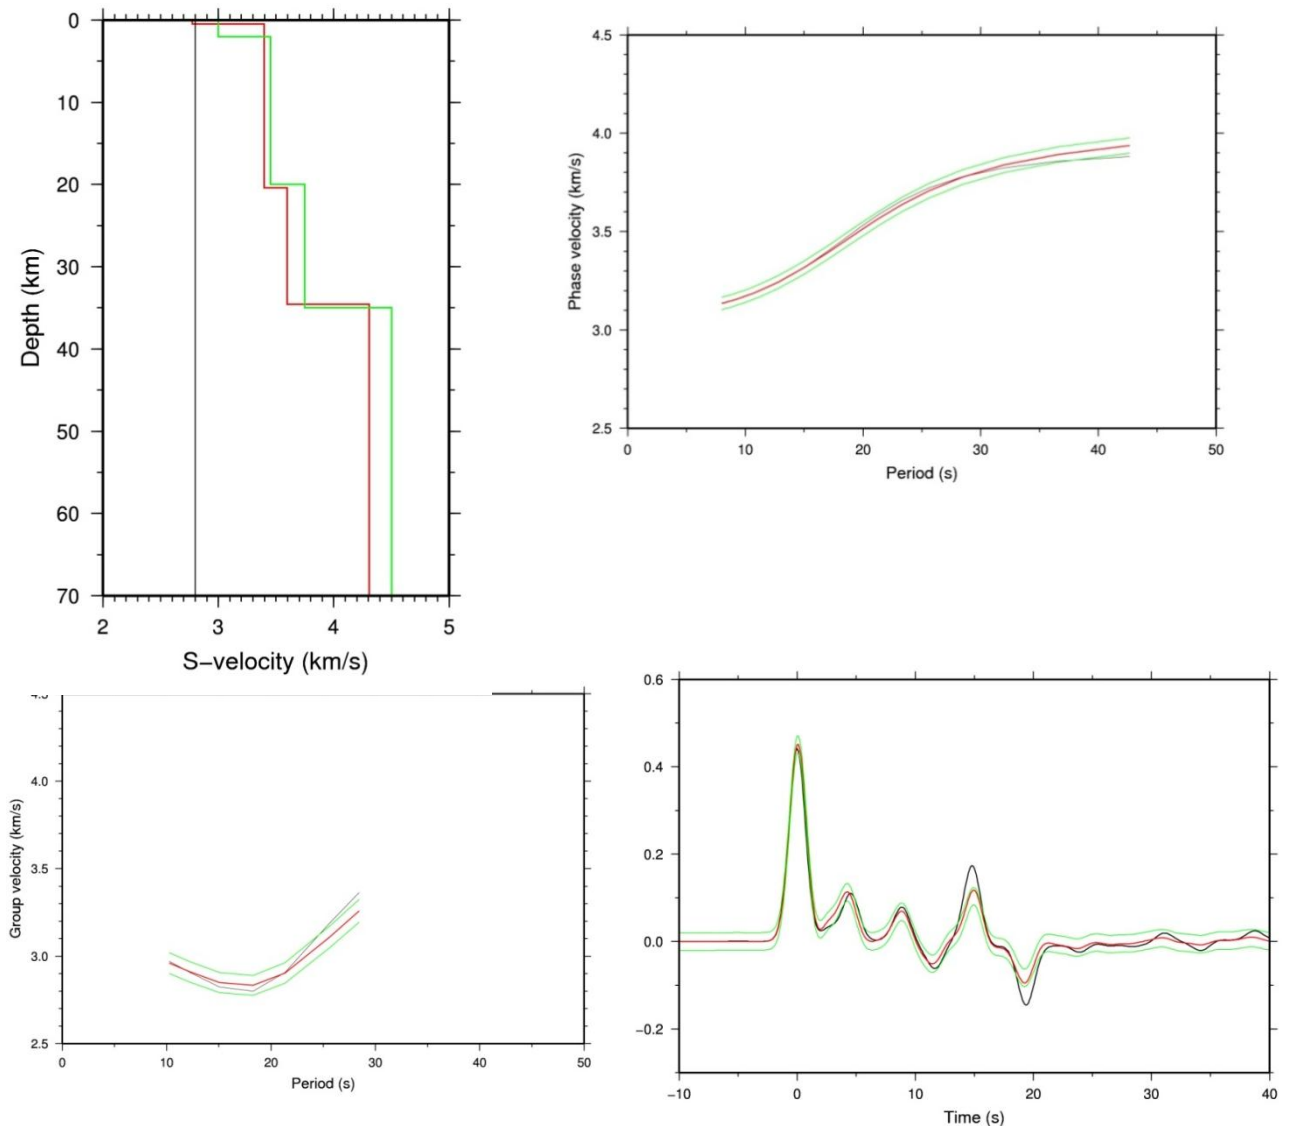 0
10
20
30
40
50
60
70
2 3 4 5
Depth (km)
S−velocity (km/s)
4.5
4.0
3.5
3.0
2.5
0 10 20 30 40 50
Phase velocity (km/s)
Period (s)
4.0
3.5
3.0
2.5
0 10 20 30 40 50
Group velocity (km/s)
Period (s)
0.6
0.4
0.2
0.0
−0.2
−10 0 10 20 30 40
Time (s)